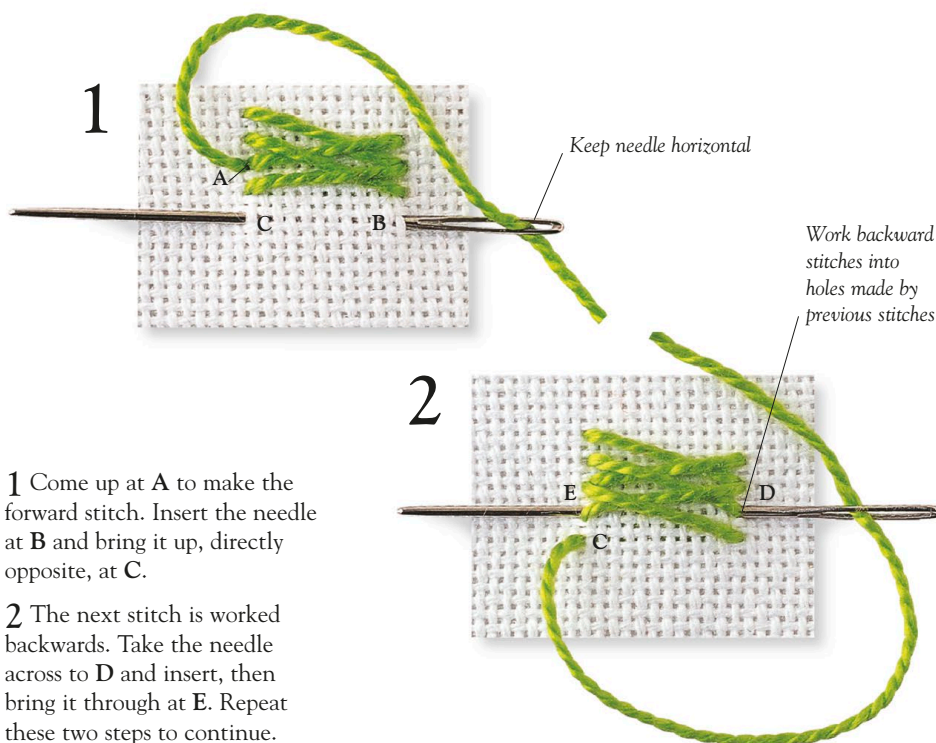 1
Keep needle horizontal
A
C
B
Work backward
stitches into
holes made by
previous stitches
2
E
D
C
1 Come up at A to make the
forward stitch. Insert the needle
at B and bring it up, directly
opposite, at C.
2 The next stitch is worked
backwards. Take the needle
across to D and insert, then
bring it through at E. Repeat
these two steps to continue.